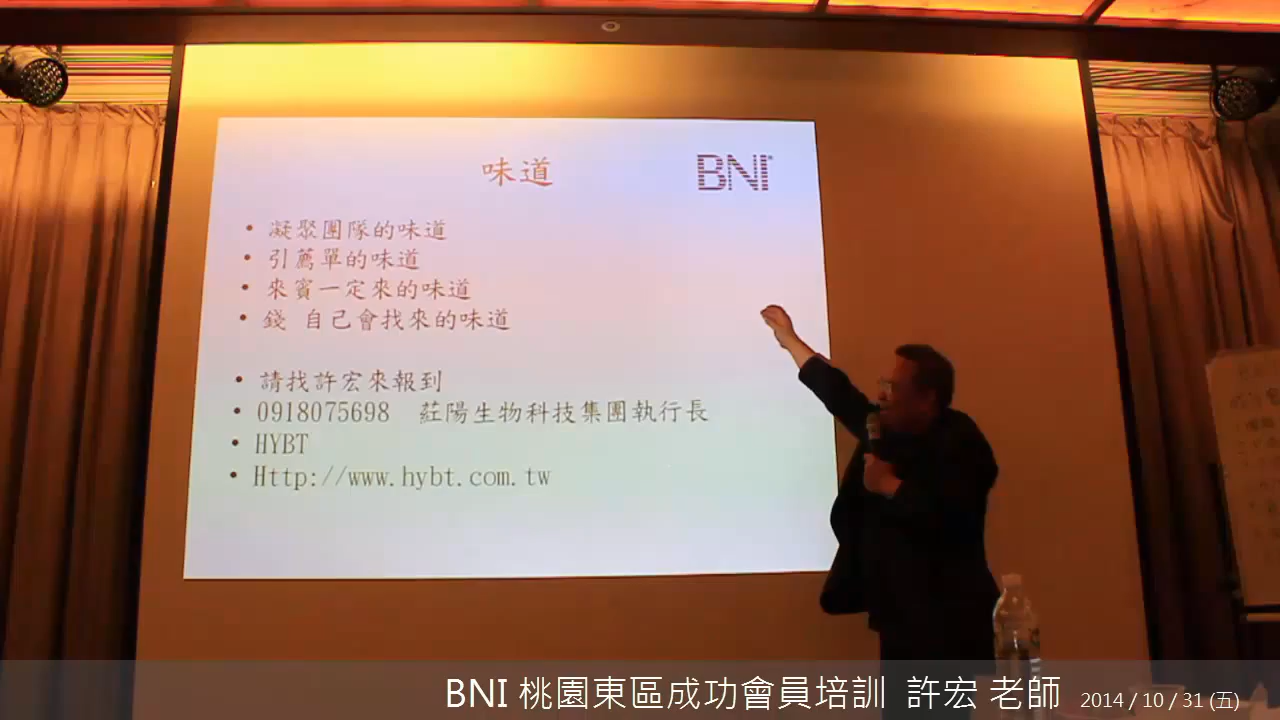 味道
BNI
• 凝聚團隊的味道
• 引薦單的味道
• 來賓一定來的味道
• 錢 自己會找來的味道
• 請找許宏來報到
• 0918075698 莊陽生物科技集團執行長
• HYBT
• Http://www.hybt.com.tw
BNI 桃園東區成功會員培訓 許宏 老師 2014 / 10 / 31 (五)